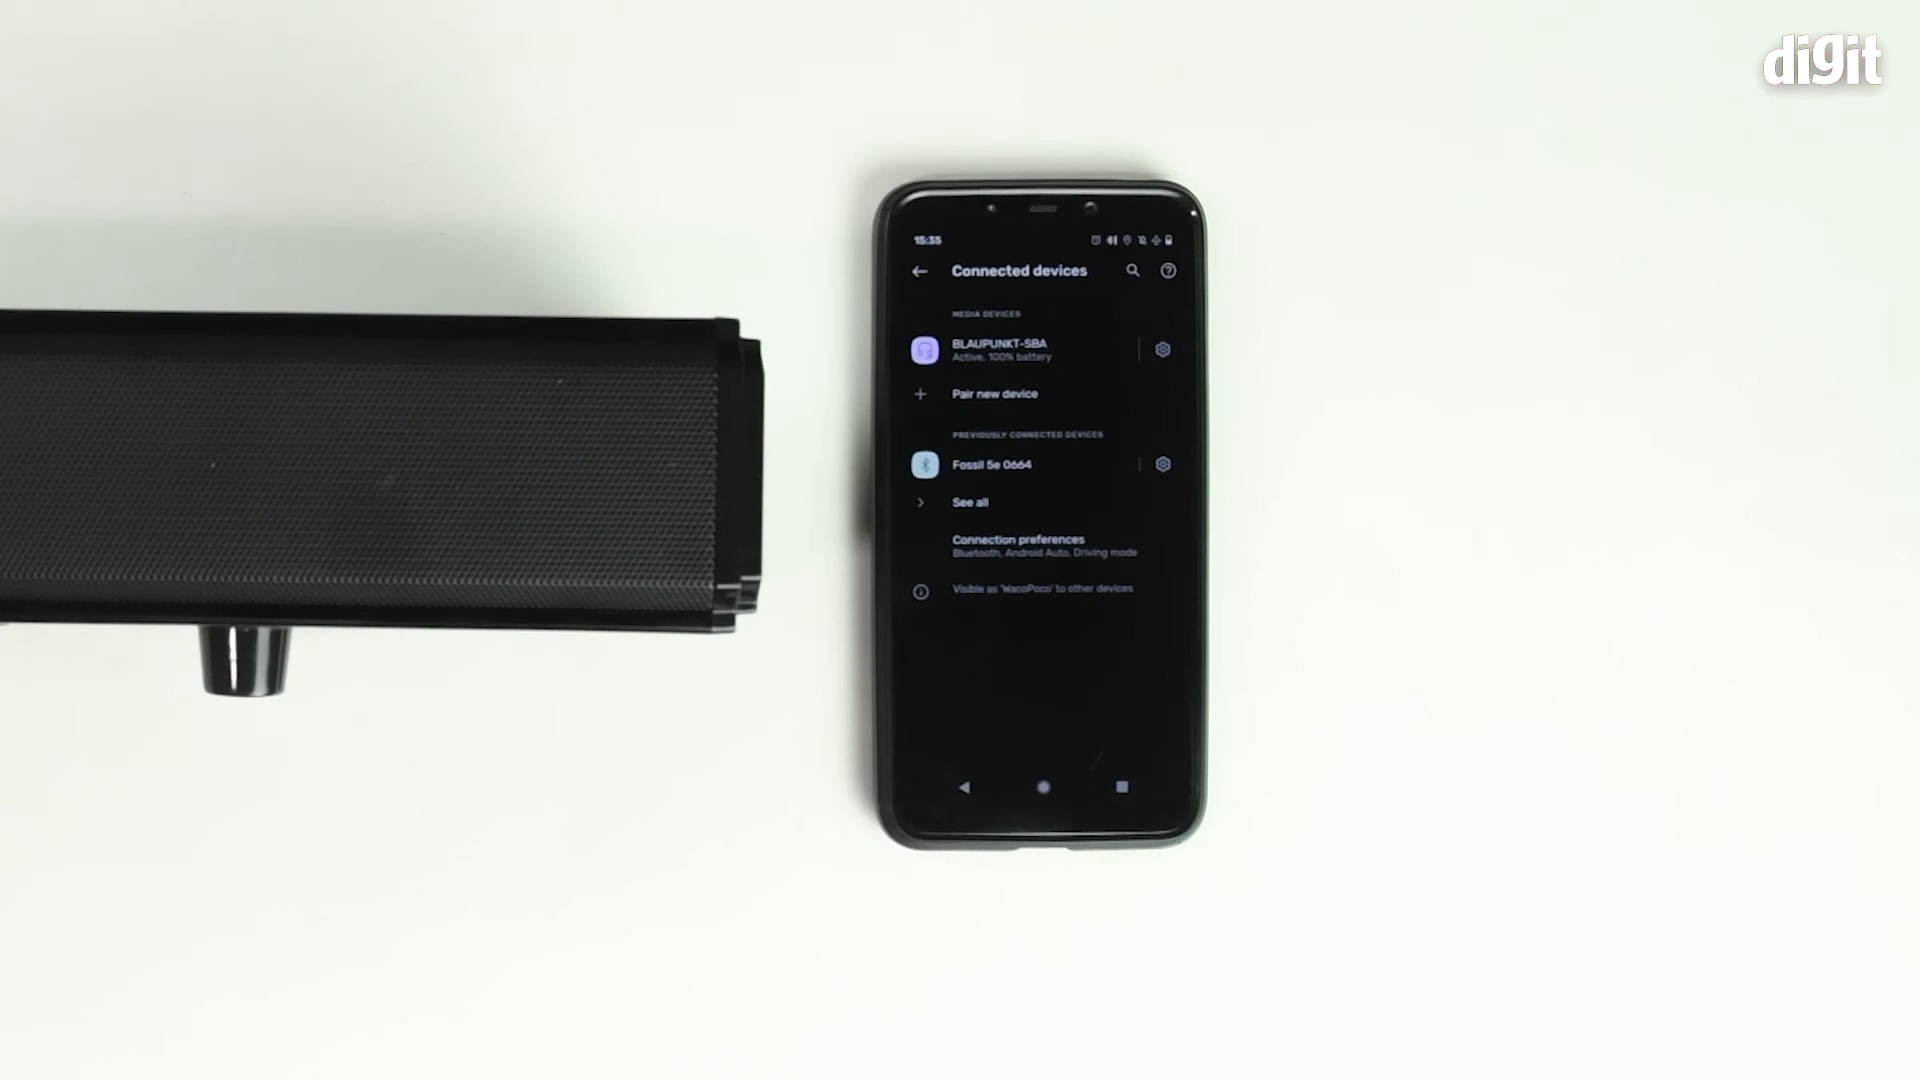 digit
15:35
Connected devices
MEDIA DEVICES
BLAUPUNKT-SBA
Active, 100% battery
Pair new device
PREVIOUSLY CONNECTED DEVICES
Fossil 5e 0664
See all
Connection preferences
Bluetooth, Android Auto, Driving mode
Visible as 'WacoPoco' to other devices